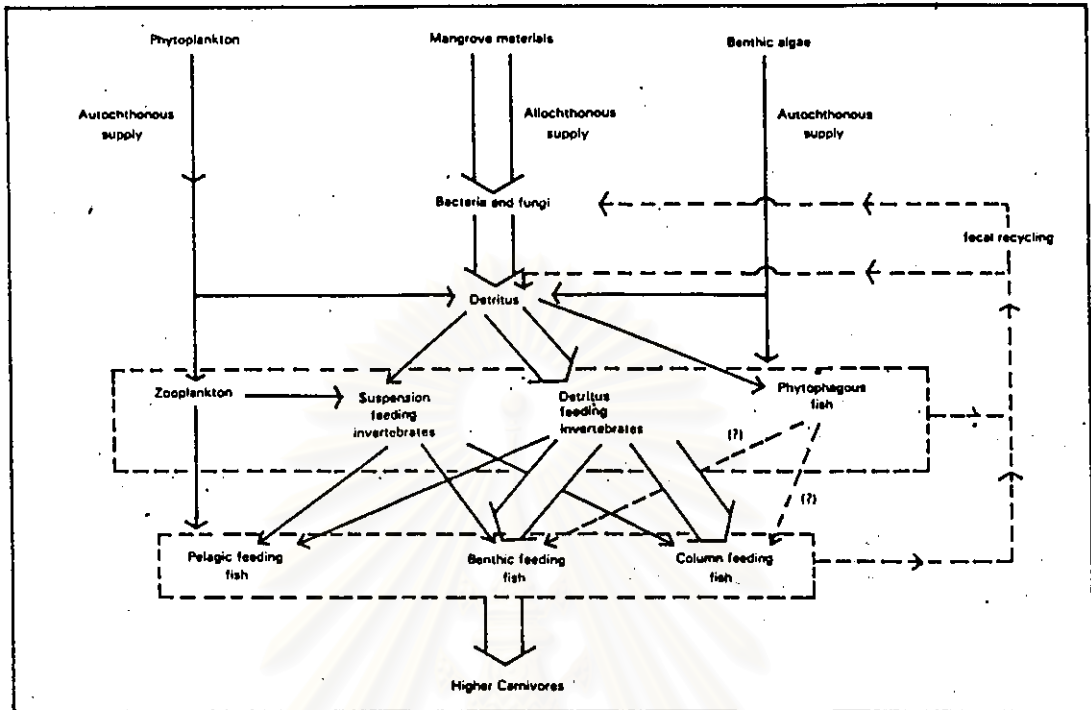 Phytoplankton
Mangrove materials
Benthic algae
Autochthonous
supply
Allochthonous
supply
Autochthonous
supply
Bacteria and fungi
fecal recycling
Detritus
Zooplankton
Suspension
feeding
invertebrates
Detritus
feeding
invertebrates
Phytophagous
fish
(?)
(?)
Pelagic feeding
fish
Benthic feeding
fish
Column feeding
fish
Higher Carnivores